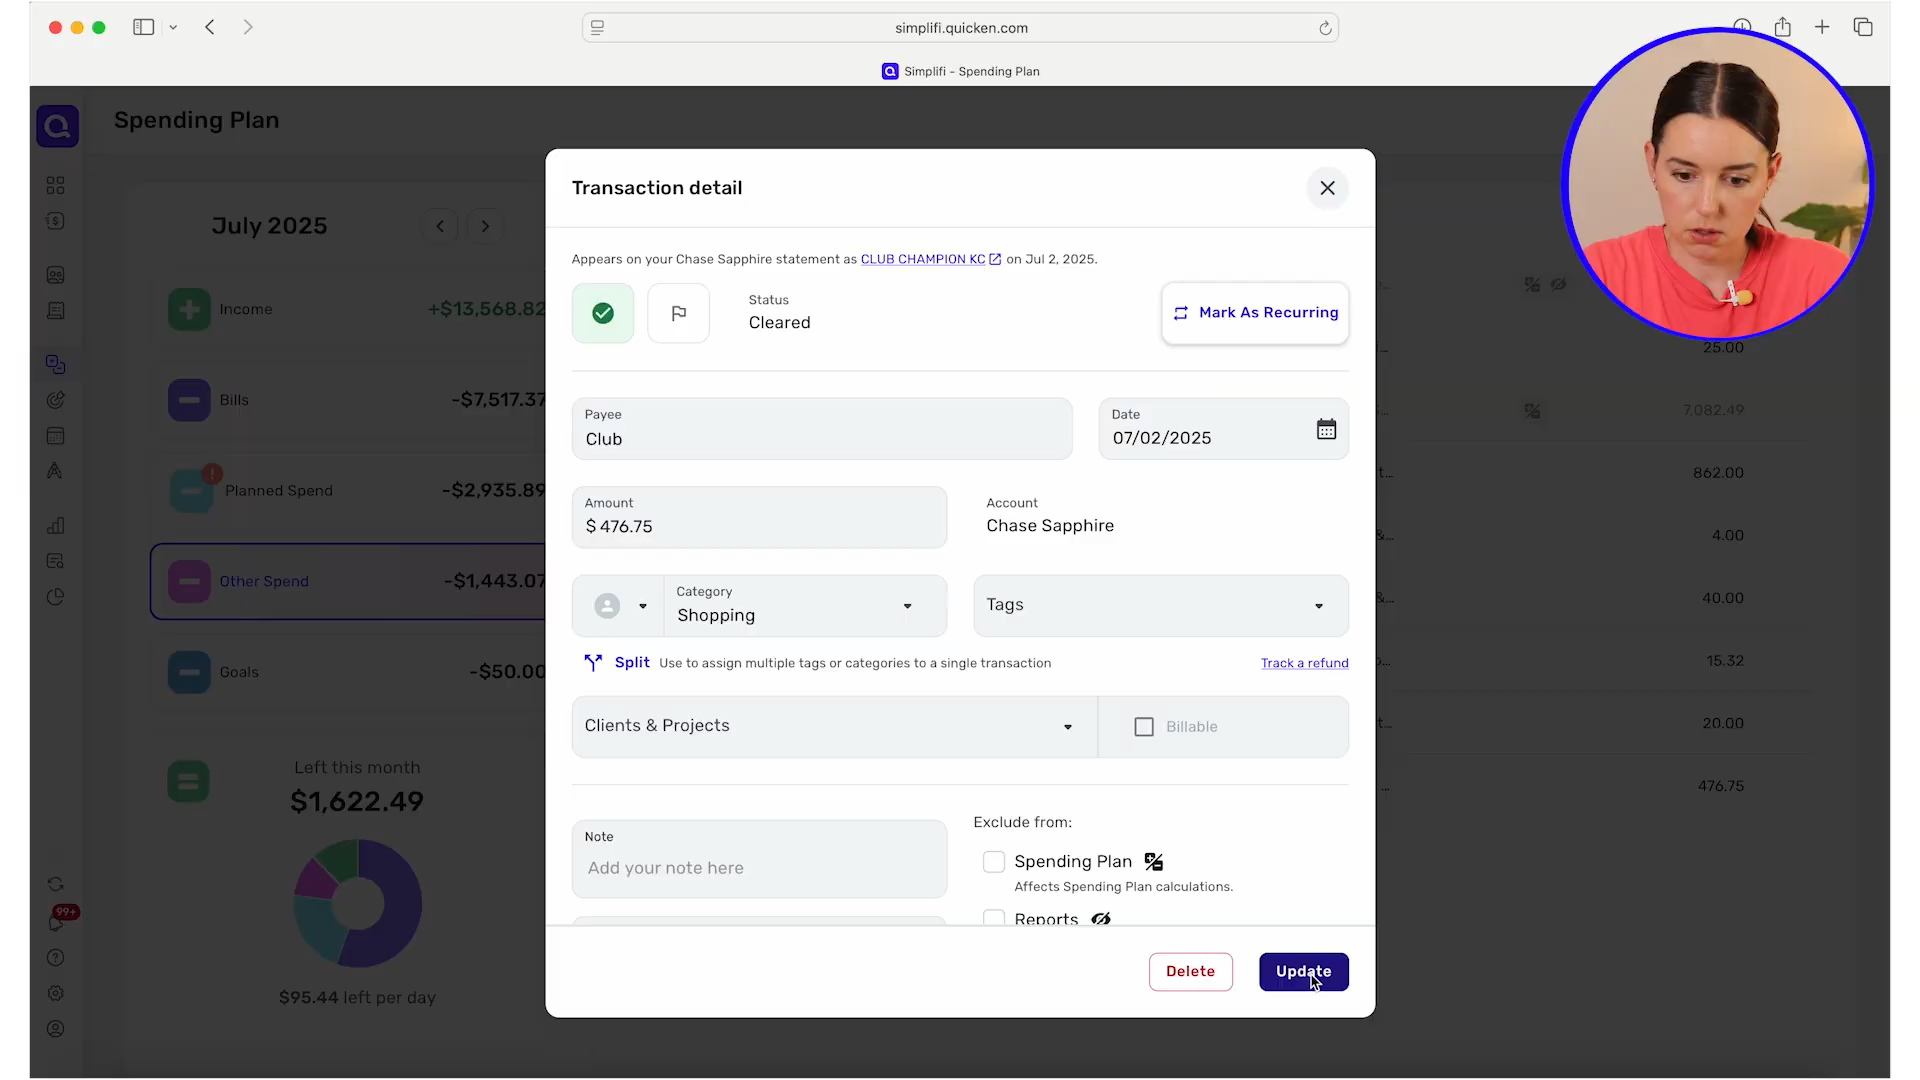 simplifi.quicken.com
Simplifi - Spending Plan
Spending Plan
July 2025
Income +$13,568.82
Bills -$7,517.37
Planned Spend -$2,935.89
Other Spend -$1,443.07
Goals -$50.00
Left this month
$1,622.49
$95.44 left per day
99+
Transaction detail
Appears on your Chase Sapphire statement as CLUB CHAMPION KC on Jul 2, 2025.
Status
Cleared
Mark As Recurring
Payee
Club
Date
07/02/2025
Amount
$ 476.75
Account
Chase Sapphire
Category
Shopping
Tags
Split Use to assign multiple tags or categories to a single transaction
Track a refund
Clients & Projects
Billable
Note
Add your note here
Exclude from:
Spending Plan
Affects Spending Plan calculations.
Reports
Delete
Update
25.00
7,082.49
862.00
4.00
40.00
15.32
20.00
476.75